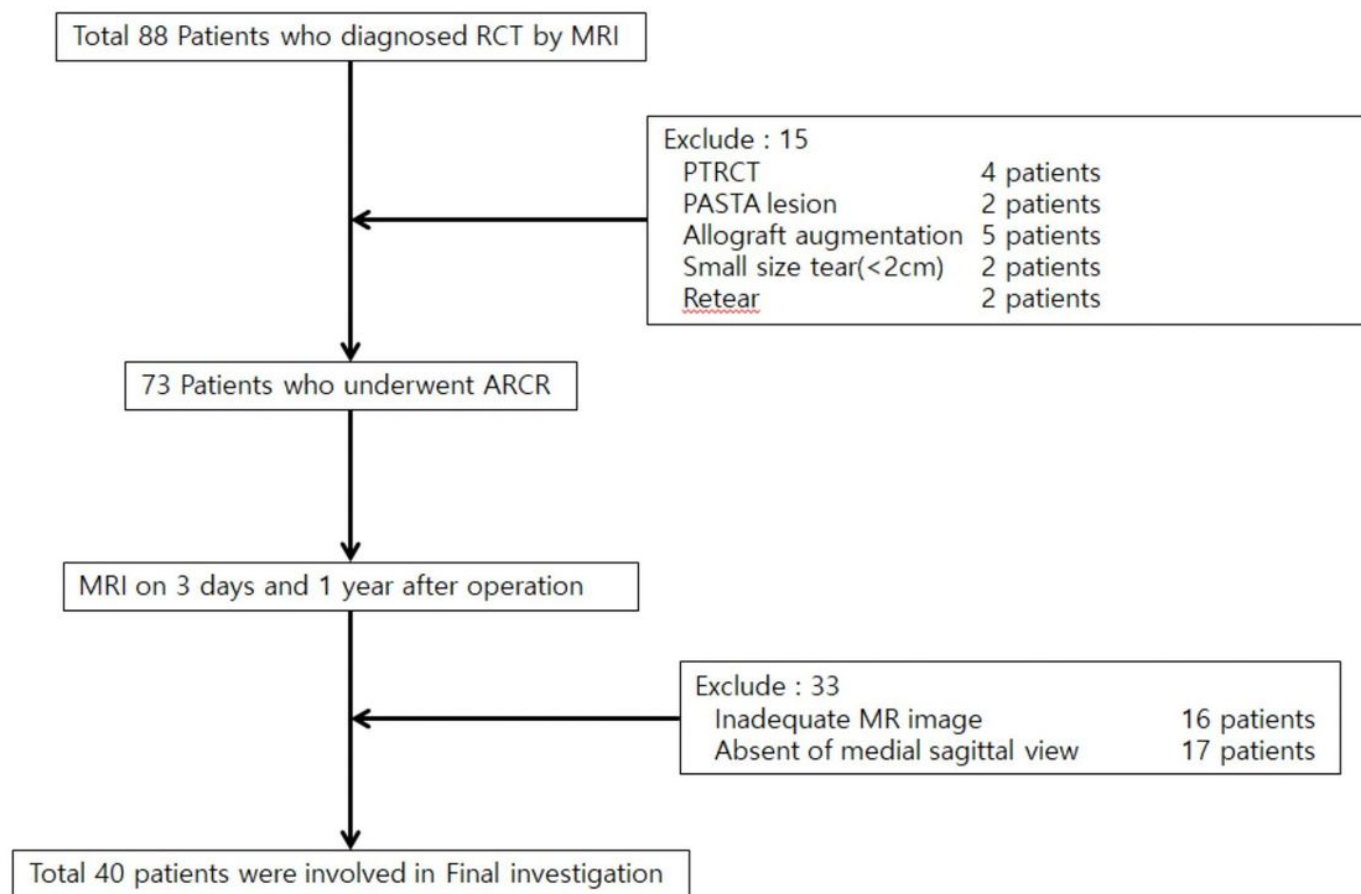 Total 88 Patients who diagnosed RCT by MRI
Exclude : 15
PTRCT 4 patients
PASTA lesion 2 patients
Allograft augmentation 5 patients
Small size tear(<2cm) 2 patients
Retear 2 patients
73 Patients who underwent ARCR
MRI on 3 days and 1 year after operation
Exclude : 33
Inadequate MR image 16 patients
Absent of medial sagittal view 17 patients
Total 40 patients were involved in Final investigation